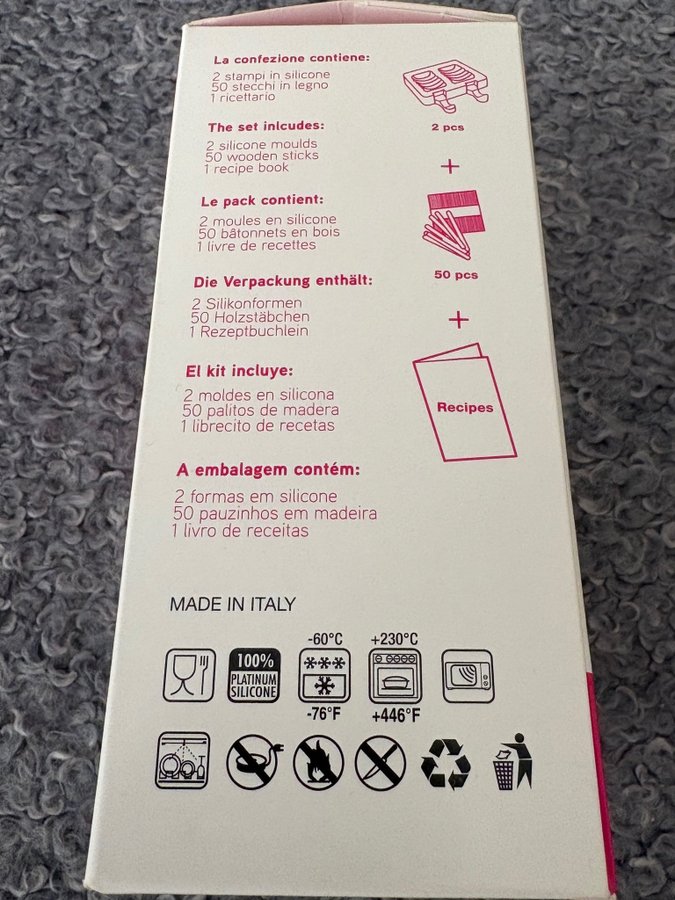 La confezione contiene:
2 stampi in silicone
50 stecchi in legno
1 ricettario
2 pcs
The set inlcudes:
2 silicone moulds
50 wooden sticks
1 recipe book
+
Le pack contient:
2 moules en silicone
50 bâtonnets en bois
1 livre de recettes
50 pcs
Die Verpackung enthält:
2 Silikonformen
50 Holzstäbchen
1 Rezeptbuchlein
+
El kit incluye:
2 moldes en silicona
50 palitos de madera
1 librecito de recetas
Recipes
A embalagem contém:
2 formas em silicone
50 pauzinhos em madeira
1 livro de receitas
MADE IN ITALY
100%
PLATINUM
SILICONE
-60°C
-76°F
+230°C
+446°F